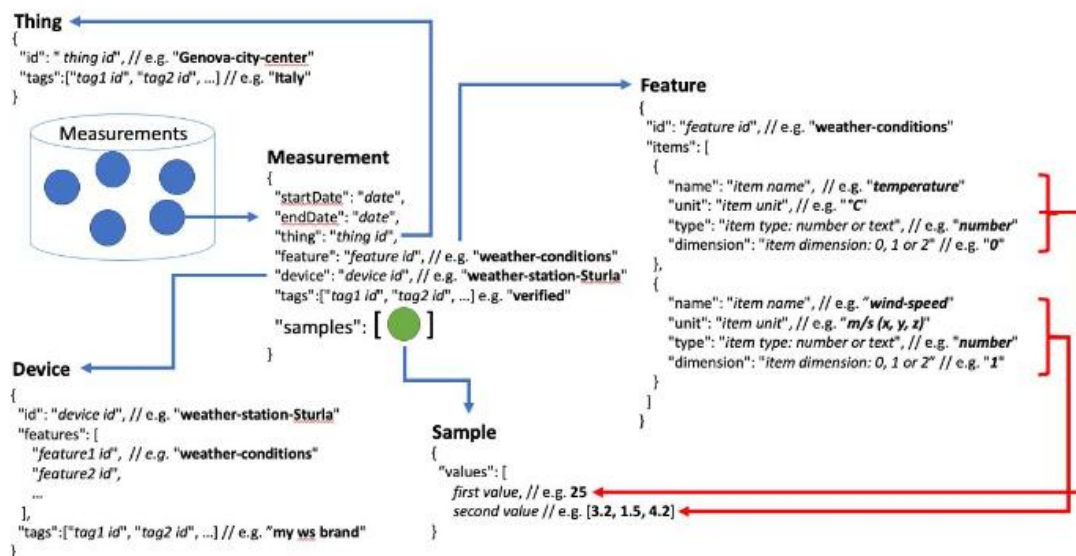 Thing
{
"id": " thing id", // e.g. "Genova-city-center"
"tags":["tag1 id", "tag2 id", …] // e.g. "Italy"
}
Measurements
Measurement
{
"startDate": "date",
"endDate": "date",
"thing": "thing id",
"feature": "feature id", // e.g. "weather-conditions"
"device": "device id", // e.g. "weather-station-Sturla"
"tags":["tag1 id", "tag2 id", …] e.g. "verified"
"samples": [ ]
}
Device
{
"id": "device id", // e.g. "weather-station-Sturla"
"features": [
"feature1 id", // e.g. "weather-conditions"
"feature2 id",
…
],
"tags":["tag1 id", "tag2 id", …] // e.g. "my ws brand"
}
Sample
{
"values": [
first value, // e.g. 25
second value // e.g. [3.2, 1.5, 4.2]
}
Feature
{
"id": "feature id", // e.g. "weather-conditions"
"items": [
{
"name": "item name", // e.g. "temperature"
"unit": "item unit", // e.g. "°C"
"type": "item type: number or text", // e.g. "number"
"dimension": "item dimension: 0, 1 or 2" // e.g. "0"
},
{
"name": "item name", // e.g. "wind-speed"
"unit": "item unit", // e.g. "m/s (x, y, z)"
"type": "item type: number or text", // e.g. "number"
"dimension": "item dimension: 0, 1 or 2" // e.g. "1"
}
]
}